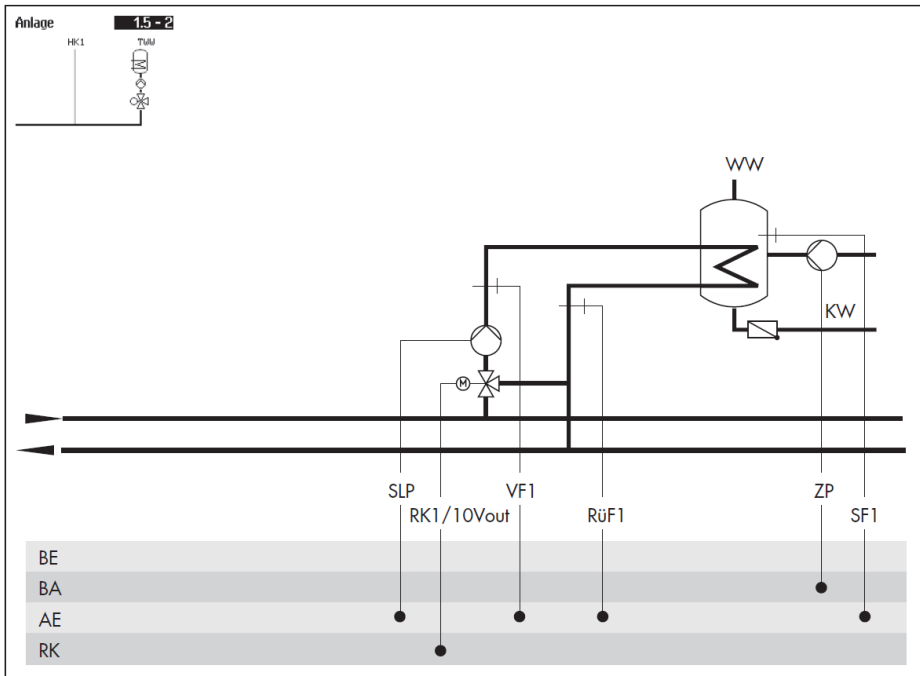 Anlage 1.5 - 2
HK1 TWW
WW
KW
M
SLP VF1 ZP
RK1/10Vout RüF1 SF1
BE
BA
AE
RK